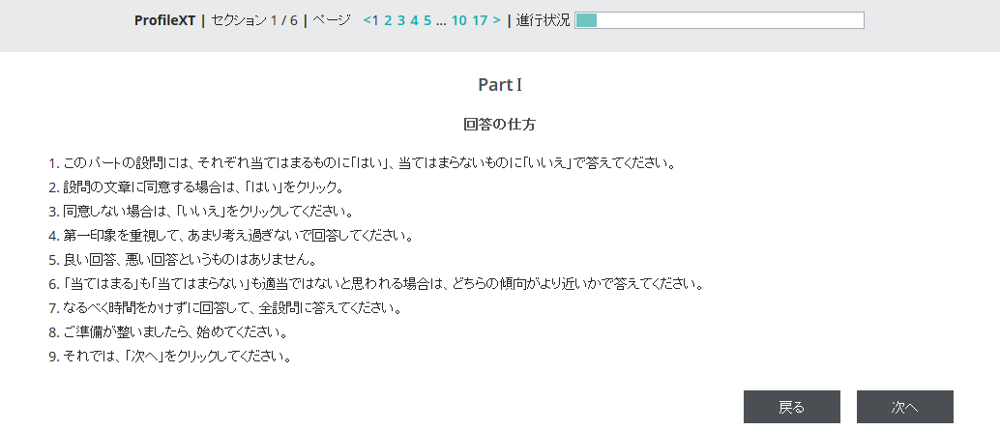 ProfileXT | セクション 1 / 6 | ページ <1 2 3 4 5 ... 10 17 > | 進行状況
Part I
回答の仕方
1. このパートの設問には、それぞれ当てはまるものに「はい」、当てはまらないものに「いいえ」で答えてください。
2. 設問の文章に同意する場合は、「はい」をクリック。
3. 同意しない場合は、「いいえ」をクリックしてください。
4. 第一印象を重視して、あまり考え過ぎないで回答してください。
5. 良い回答、悪い回答というものはありません。
6. 「当てはまる」も「当てはまらない」も適当ではないと思われる場合は、どちらの傾向がより近いかで答えてください。
7. なるべく時間をかけずに回答して、全設問に答えてください。
8. ご準備が整いましたら、始めてください。
9. それでは、「次へ」をクリックしてください。
戻る 次へ